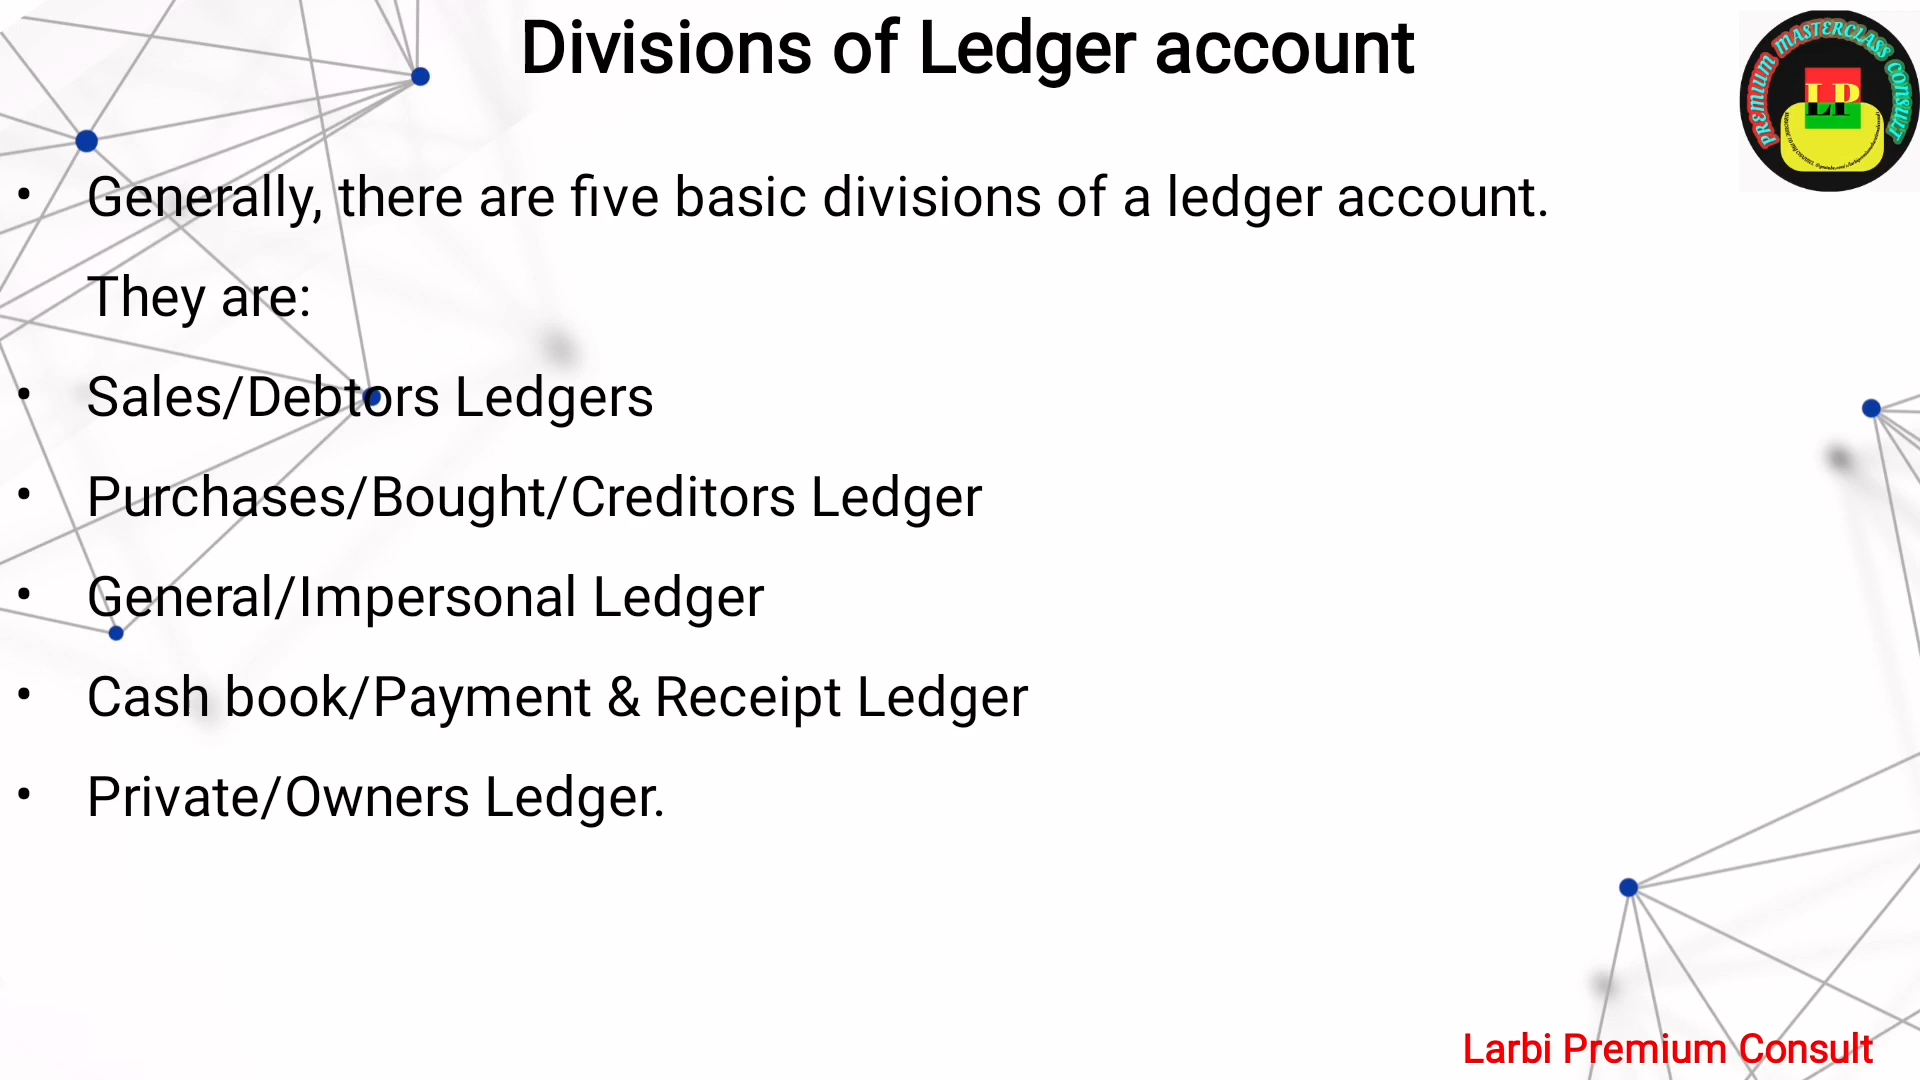 Divisions of Ledger account
PREMIUM MASTERCLASS CONSULT
LP
• Generally, there are five basic divisions of a ledger account.
They are:
• Sales/Debtors Ledgers
• Purchases/Bought/Creditors Ledger
• General/Impersonal Ledger
• Cash book/Payment & Receipt Ledger
• Private/Owners Ledger.
Larbi Premium Consult